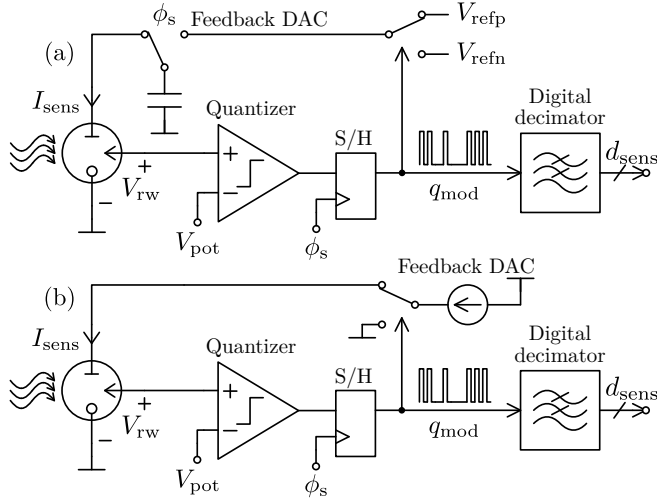 ϕs
Feedback DAC
Vrefp
(a)
Vrefn
Isens
Quantizer
Digital
decimator
S/H
dsens
+
+
Vrw
−
−
qmod
Vpot
ϕs
Feedback DAC
(b)
Isens
Quantizer
Digital
decimator
S/H
dsens
+
+
Vrw
−
−
qmod
Vpot
ϕs